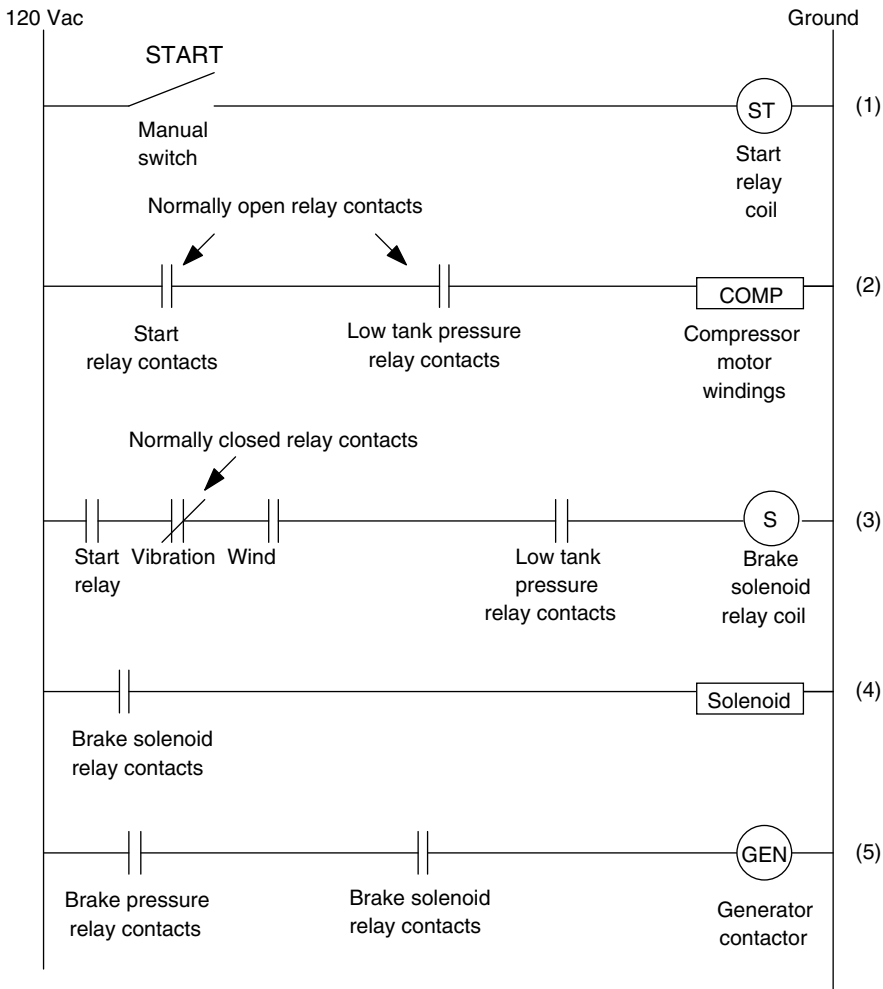 120 Vac
Ground
START
ST
(1)
Manual
switch
Start
relay
coil
Normally open relay contacts
COMP
(2)
Start
relay contacts
Low tank pressure
relay contacts
Compressor
motor
windings
Normally closed relay contacts
S
(3)
Start
relay
Vibration
Wind
Low tank
pressure
relay contacts
Brake
solenoid
relay coil
Solenoid
(4)
Brake solenoid
relay contacts
GEN
(5)
Brake pressure
relay contacts
Brake solenoid
relay contacts
Generator
contactor